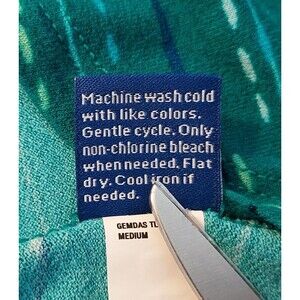 Machine wash cold
with like colors.
Gentle cycle. Only
non-chlorine bleach
when needed. Flat
dry. Cool iron if
needed.
GEMDAS
MEDIUM